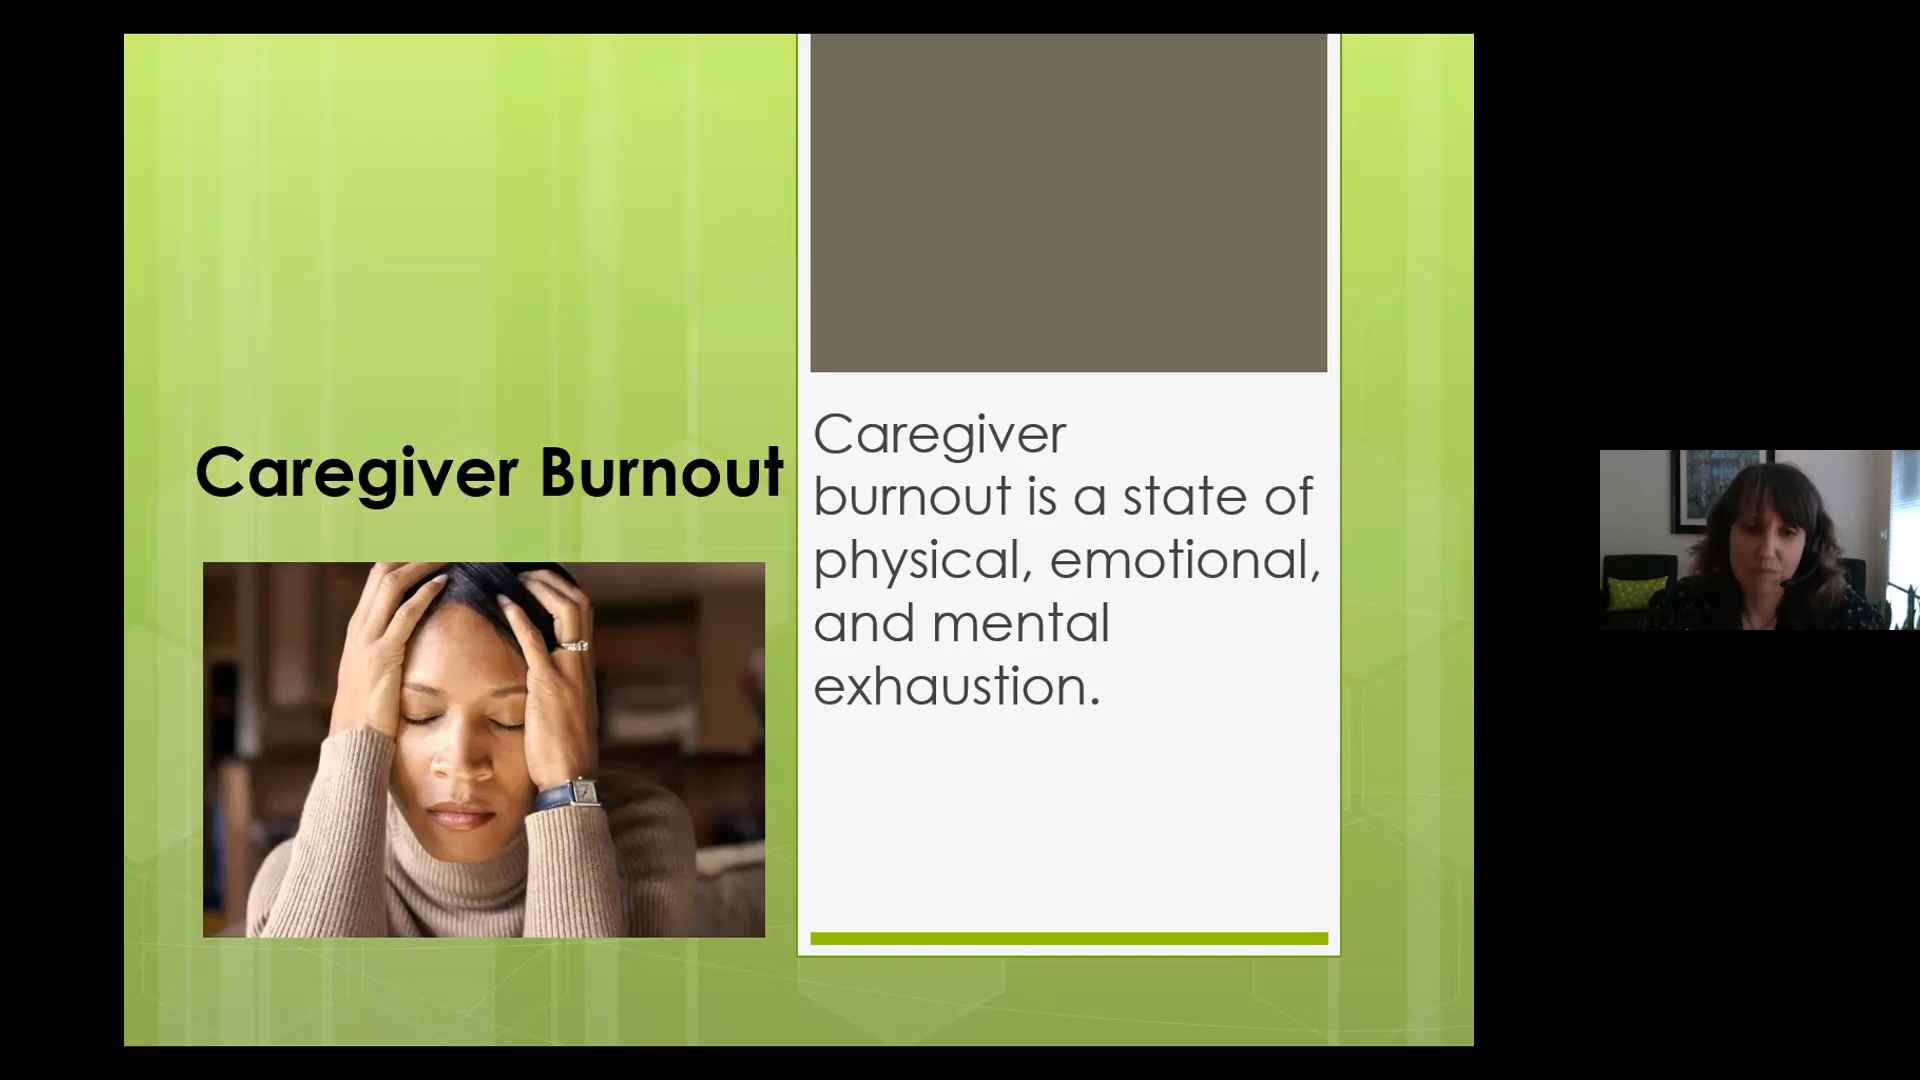 Caregiver Burnout
Caregiver
burnout is a state of
physical, emotional,
and mental
exhaustion.